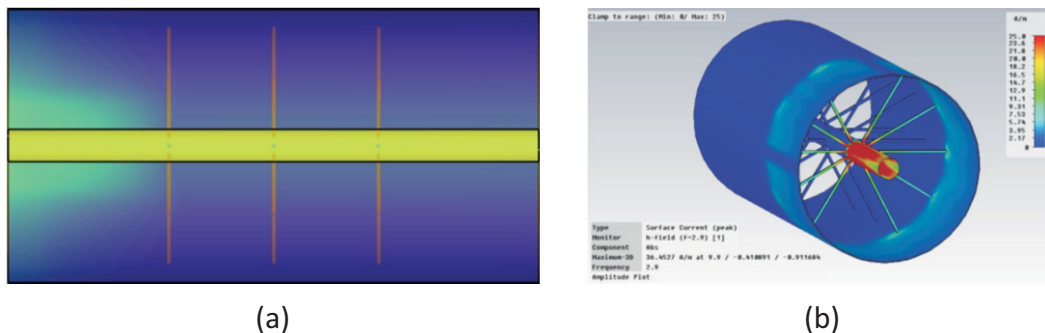 Clamp to range: (Min: 0/ Max: 25)
A/m
25.0
23.6
21.8
20.0
18.2
16.5
14.7
12.9
11.1
9.31
7.53
5.74
3.95
2.17
0
Type Surface Current (peak)
Monitor h-field (f=2.9) [1]
Component Abs
Maximum-3D 36.4527 A/m at 9.9 / -0.410891 / -0.911684
Frequency 2.9
Amplitude Plot
(a)
(b)